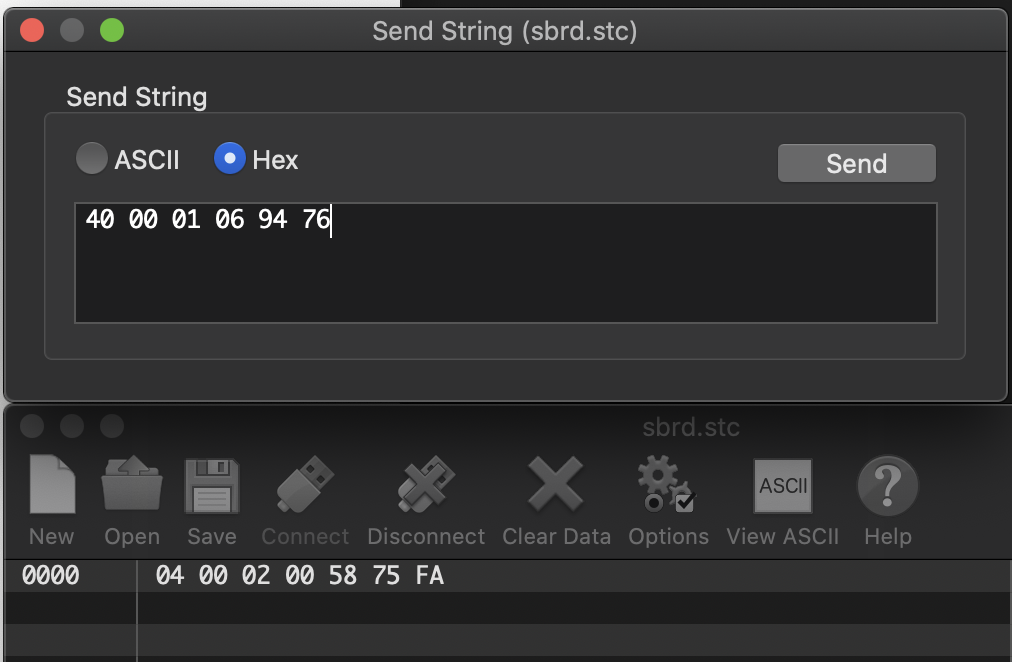 Send String (sbrd.stc)
Send String
ASCII Hex Send
40 00 01 06 94 76
sbrd.stc
ASCII
New Open Save Connect Disconnect Clear Data Options View ASCII Help
0000 04 00 02 00 58 75 FA